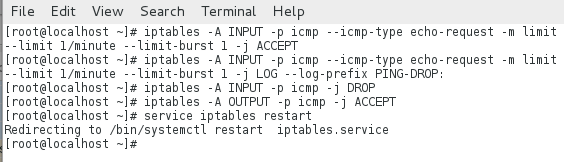 File Edit View Search Terminal Help
[root@localhost ~]# iptables -A INPUT -p icmp --icmp-type echo-request -m limit
--limit 1/minute --limit-burst 1 -j ACCEPT
[root@localhost ~]# iptables -A INPUT -p icmp --icmp-type echo-request -m limit
--limit 1/minute --limit-burst 1 -j LOG --log-prefix PING-DROP:
[root@localhost ~]# iptables -A INPUT -p icmp -j DROP
[root@localhost ~]# iptables -A OUTPUT -p icmp -j ACCEPT
[root@localhost ~]# service iptables restart
Redirecting to /bin/systemctl restart  iptables.service
[root@localhost ~]#